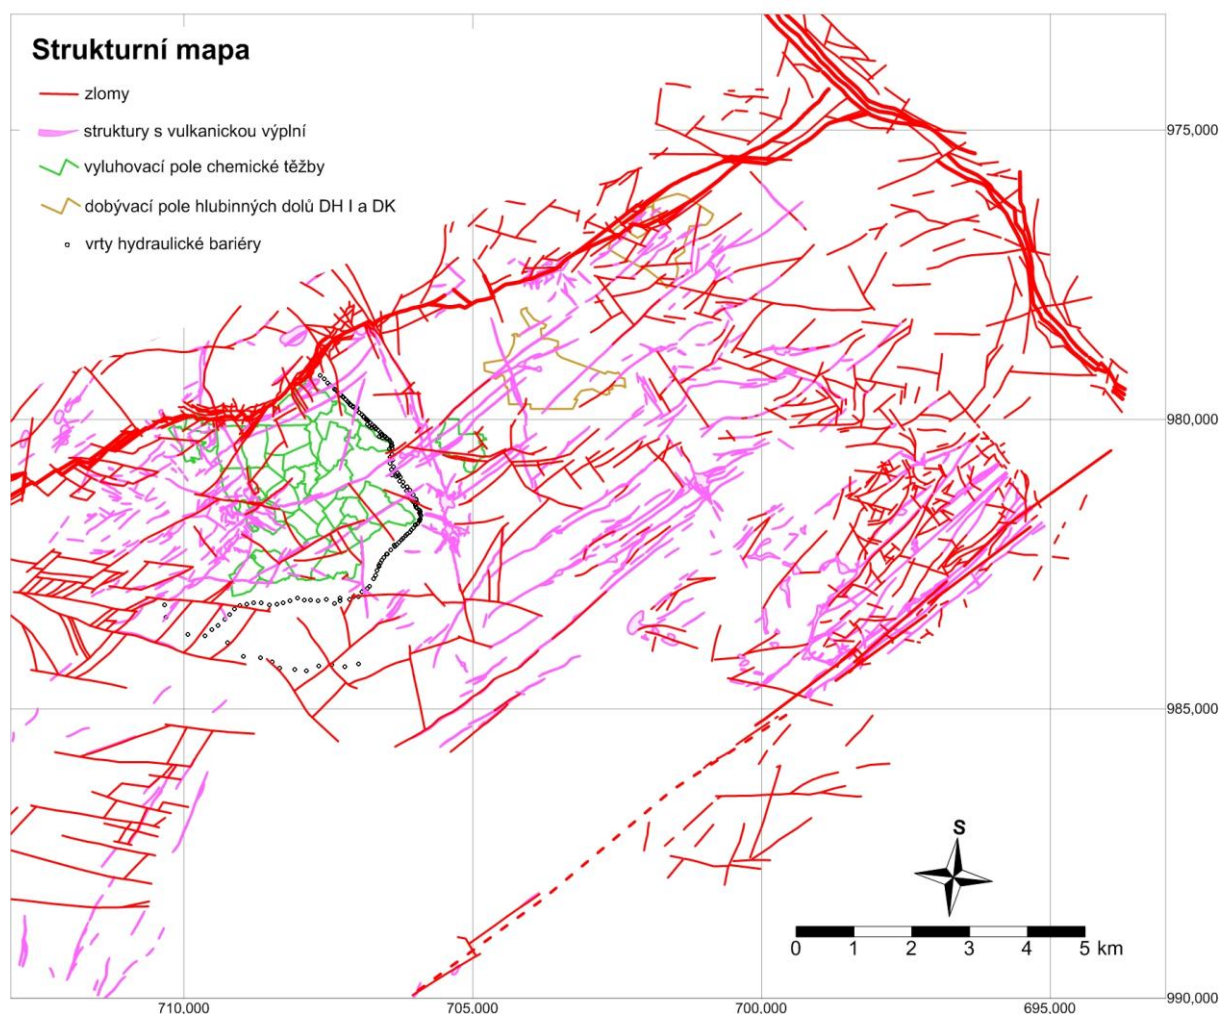 Strukturní mapa
zlomy
struktury s vulkanickou výplní
vyluhovací pole chemické těžby
dobývací pole hlubinných dolů DH I a DK
vrty hydraulické bariéry
975,000
980,000
985,000
S
0 1 2 3 4 5 km
990,000
710,000 705,000 700,000 695,000